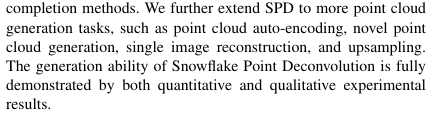 completion methods. We further extend SPD to more point cloud
generation tasks, such as point cloud auto-encoding, novel point
cloud generation, single image reconstruction, and upsampling.
The generation ability of Snowflake Point Deconvolution is fully
demonstrated by both quantitative and qualitative experimental
results.